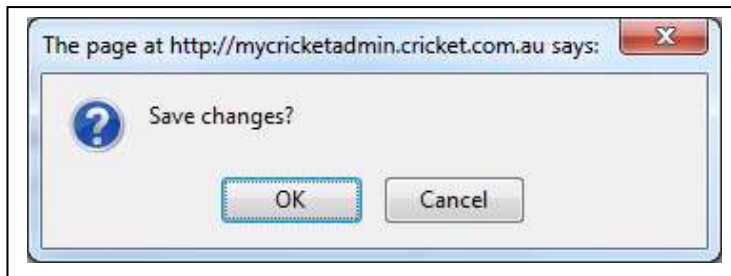 The page at http://mycricketadmin.cricket.com.au says:
Save changes?
OK Cancel